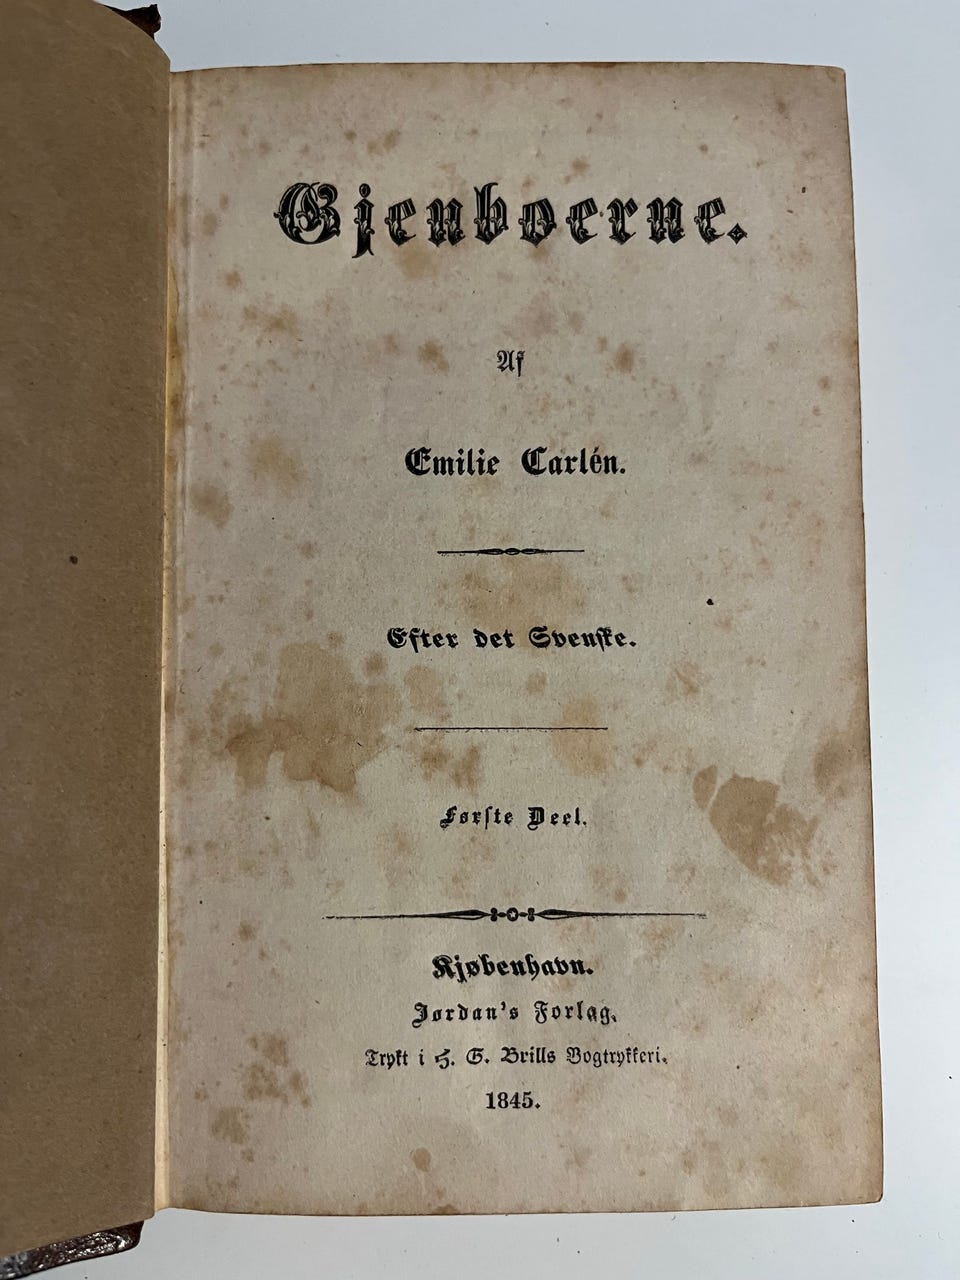 Gjenboerne.
Af
Emilie Carlén.
Efter det Svenske.
Første Deel.
Kjøbenhavn.
Jordan's Forlag.
Trykt i H. G. Brills Bogtrykkeri.
1845.